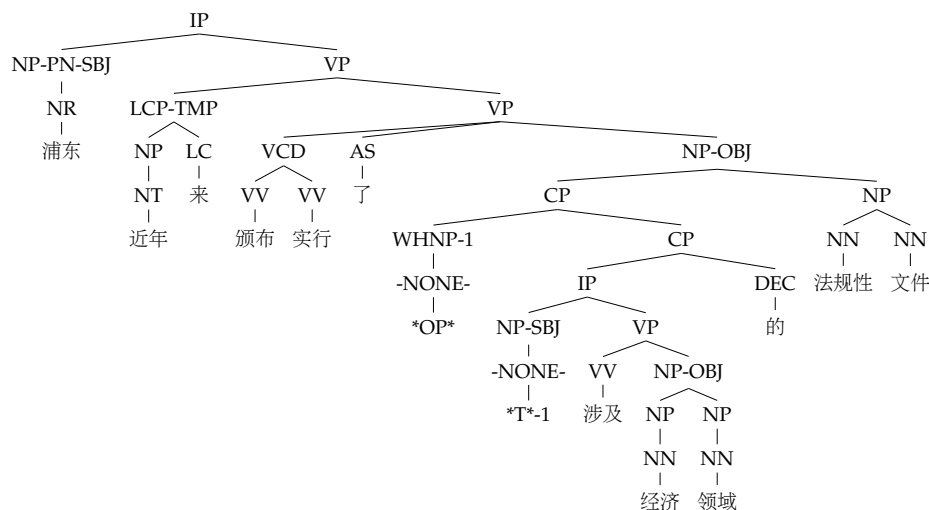 IP
NP-PN-SBJ VP
NR LCP-TMP VP
浦东 NP LC VCD AS NP-OBJ
NT 来 VV VV 了 CP NP
近年 颁布 实行 WHNP-1 CP NN NN
-NONE- IP DEC 法规性 文件
*OP* NP-SBJ VP 的
-NONE- VV NP-OBJ
*T*-1 涉及 NP NP
NN NN
经济 领域